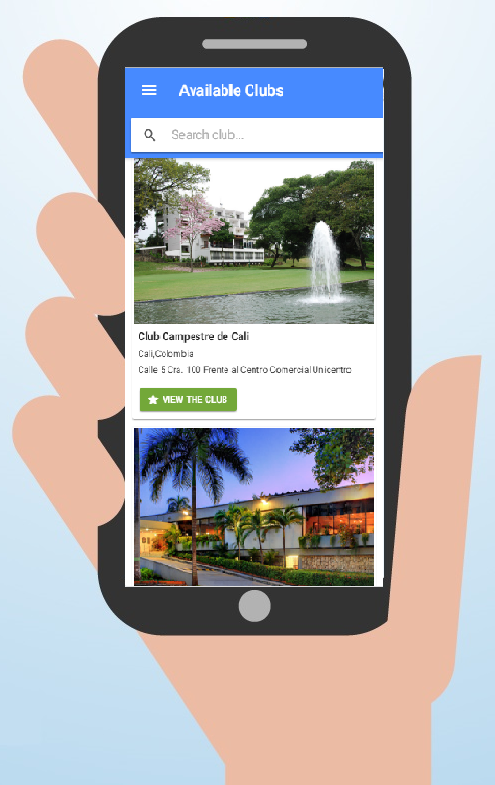 Available Clubs
Search club...
Club Campestre de Cali
Cali,Colombia
Calle 5 Cra. 100 Frente al Centro Comercial Unicentro
VIEW THE CLUB